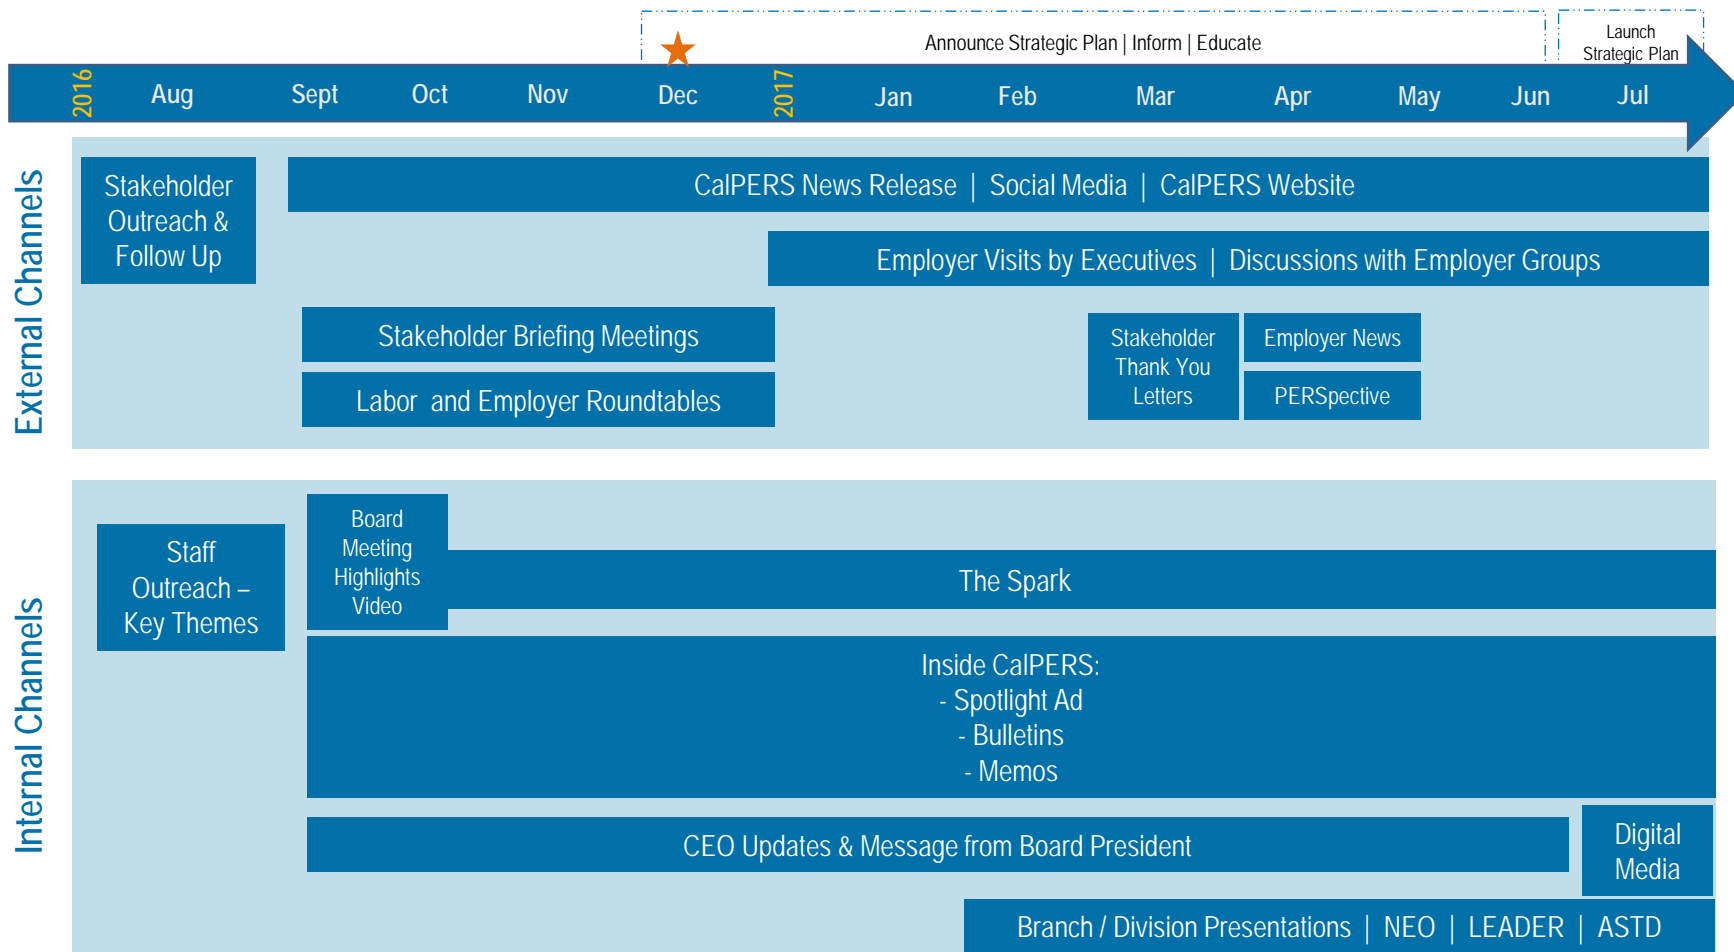 Announce Strategic Plan | Inform | Educate
Launch
Strategic Plan
2016 Aug Sept Oct Nov Dec 2017 Jan Feb Mar Apr May Jun Jul
External Channels
Stakeholder
Outreach &
Follow Up
CalPERS News Release | Social Media | CalPERS Website
Employer Visits by Executives | Discussions with Employer Groups
Stakeholder Briefing Meetings
Labor and Employer Roundtables
Stakeholder
Thank You
Letters
Employer News
PERSpective
Internal Channels
Staff
Outreach –
Key Themes
Board
Meeting
Highlights
Video
The Spark
Inside CalPERS:
- Spotlight Ad
- Bulletins
- Memos
CEO Updates & Message from Board President
Digital
Media
Branch / Division Presentations | NEO | LEADER | ASTD